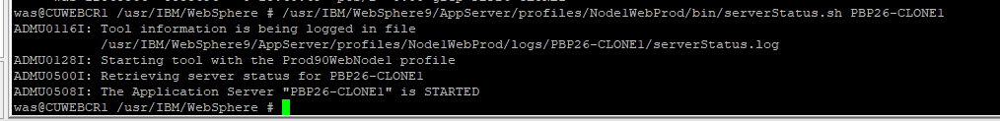 was@CUWEBCR1 /usr/IBM/WebSphere # /usr/IBM/WebSphere9/AppServer/profiles/Node1WebProd/bin/serverStatus.sh PBP26-CLONE1
ADMU0116I: Tool information is being logged in file
/usr/IBM/WebSphere9/AppServer/profiles/Node1WebProd/logs/PBP26-CLONE1/serverStatus.log
ADMU0128I: Starting tool with the Prod90WebNode1 profile
ADMU0500I: Retrieving server status for PBP26-CLONE1
ADMU0508I: The Application Server "PBP26-CLONE1" is STARTED
was@CUWEBCR1 /usr/IBM/WebSphere #